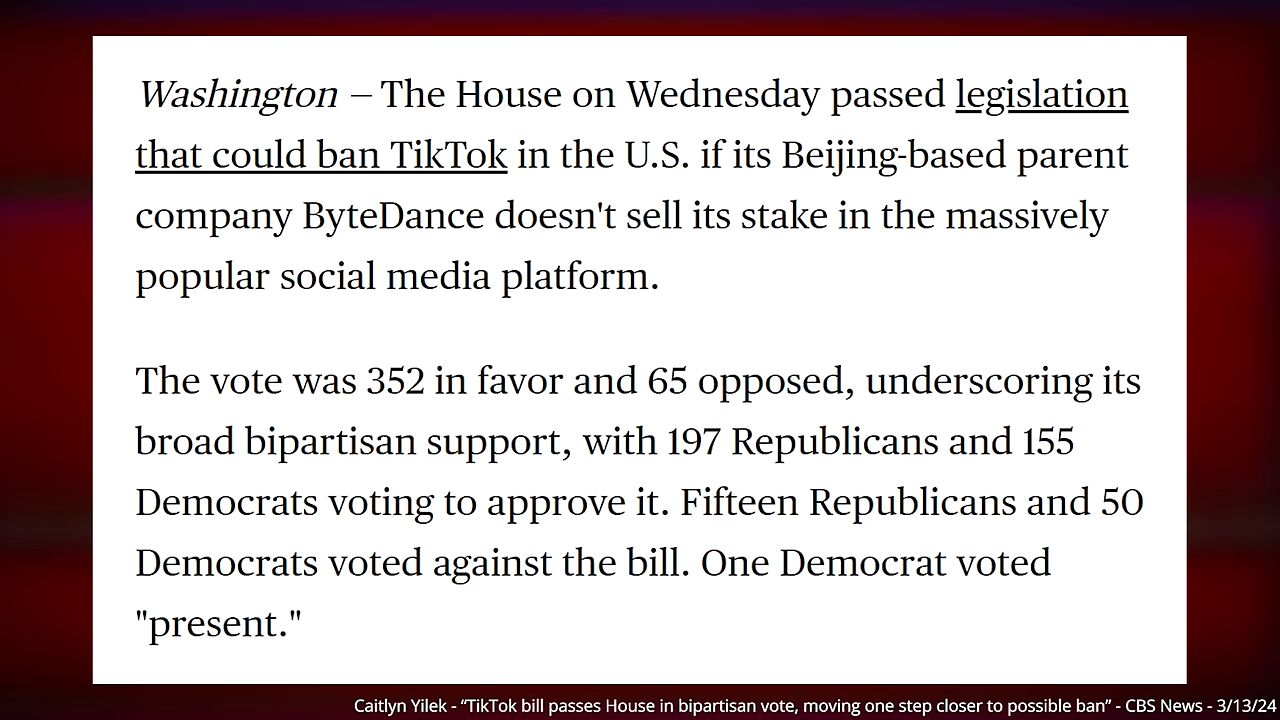 Washington – The House on Wednesday passed legislation
that could ban TikTok in the U.S. if its Beijing-based parent
company ByteDance doesn't sell its stake in the massively
popular social media platform.
The vote was 352 in favor and 65 opposed, underscoring its
broad bipartisan support, with 197 Republicans and 155
Democrats voting to approve it. Fifteen Republicans and 50
Democrats voted against the bill. One Democrat voted
"present."
Caitlyn Yilek - “TikTok bill passes House in bipartisan vote, moving one step closer to possible ban” - CBS News - 3/13/24